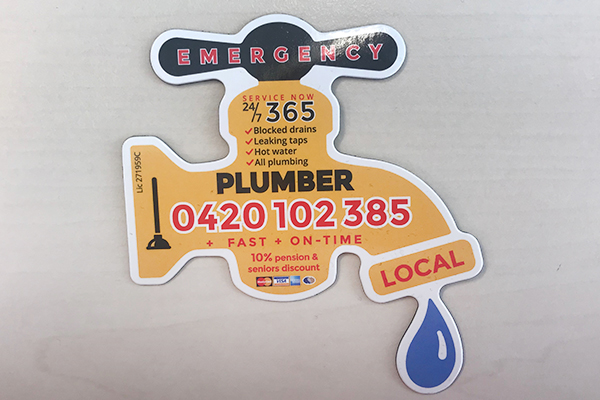 EMERGENCY
SERVICE NOW
24/7 365
✓Blocked drains
✓Leaking taps
✓Hot water
✓All plumbing
Lic 271959C
PLUMBER
0420 102 385
+ FAST + ON-TIME
10% pension &
seniors discount
VISA
LOCAL